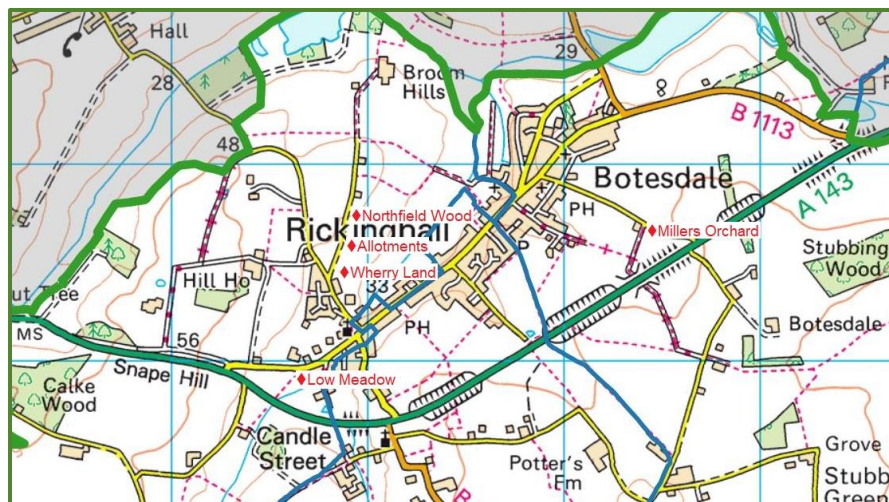 Hall
28
Broom
Hills
29
B 1113
48
Botesdale
A 143
Northfield Wood
PH
Rickinghall
Millers Orchard
Allotments
P
Stubbing
Wood
Wherry Land
Hill Ho
33
Tree
MS
56
PH
Botesdale
Snape Hill
Low Meadow
Calke
Wood
Candle
Street
Potter's
Fm
Grove
Stubb
Green
B